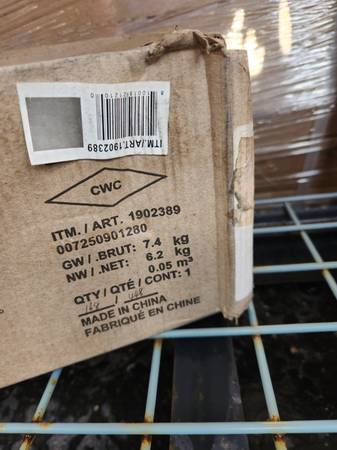 ITM./ART.1902389
CWC
ITM. / ART. 1902389
007250901280
GW / .BRUT: 7.4 kg
NW / .NET: 6.2 kg
0.05 m³
QTY / QTÉ / CONT: 1
MADE IN CHINA
FABRIQUÉ EN CHINE